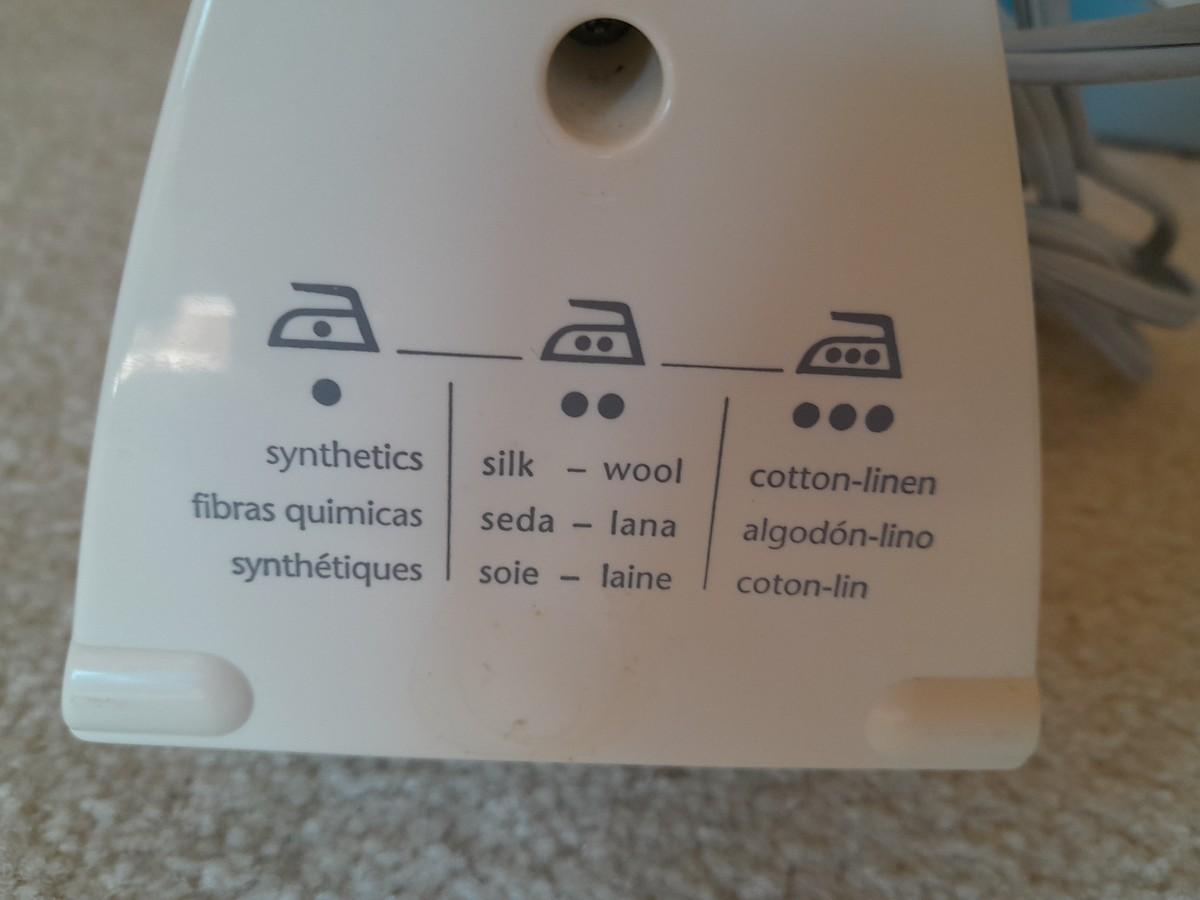 synthetics
fibras quimicas
synthétiques
silk – wool
seda – lana
soie – laine
cotton-linen
algodón-lino
coton-lin